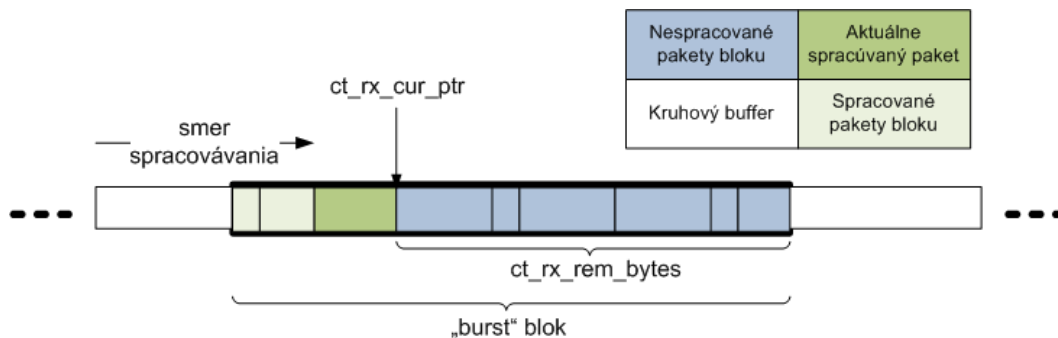 Nespracované
pakety bloku
Aktuálne
spracúvaný paket
Kruhový buffer
Spracované
pakety bloku
ct_rx_cur_ptr
smer
spracovávania
ct_rx_rem_bytes
„burst“ blok